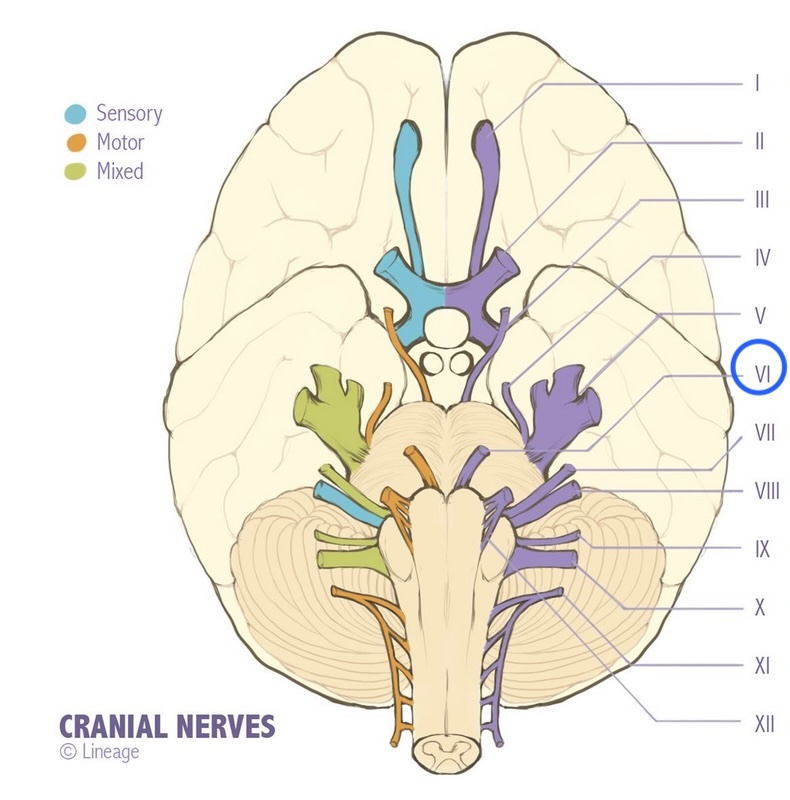 Sensory
Motor
Mixed
I
II
III
IV
V
VI
VII
VIII
IX
X
XI
XII
CRANIAL NERVES
© Lineage